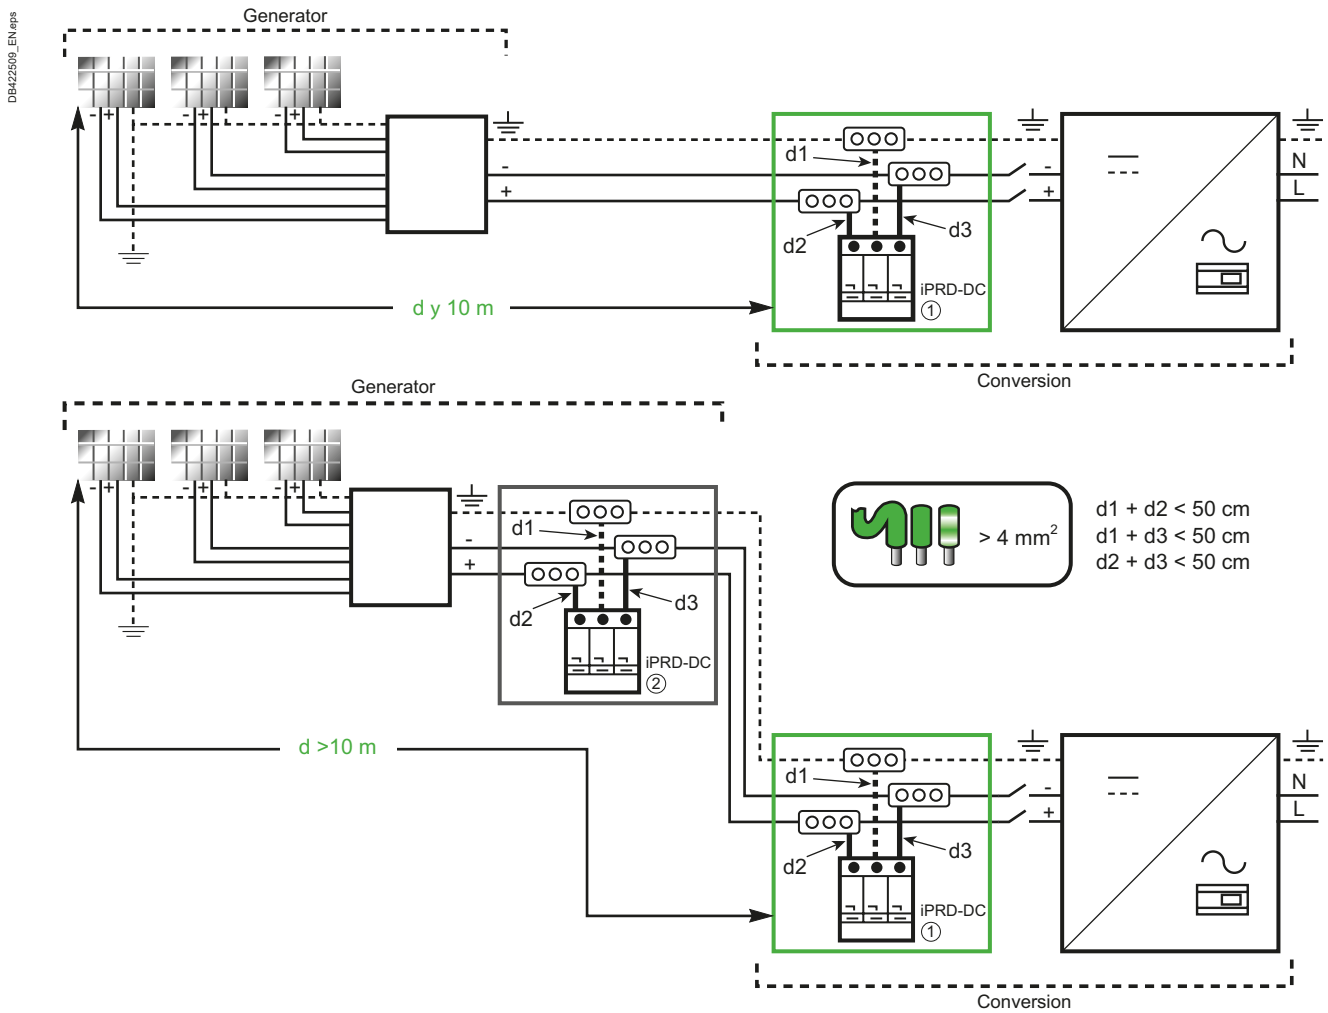 DB422509_EN.eps
Generator
- +
- +
- +
-
+
d1
d2
d3
iPRD-DC
1
-
+
N
L
d y 10 m
Conversion
Generator
- +
- +
- +
-
+
d1
d2
d3
iPRD-DC
2
> 4 mm²
d1 + d2 < 50 cm
d1 + d3 < 50 cm
d2 + d3 < 50 cm
d >10 m
d1
d2
d3
iPRD-DC
1
-
+
N
L
Conversion